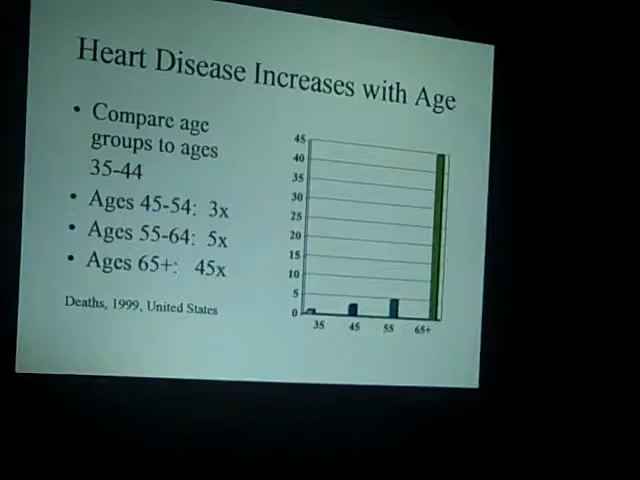 Heart Disease Increases with Age
• Compare age
groups to ages
35-44
• Ages 45-54: 3x
• Ages 55-64: 5x
• Ages 65+: 45x
Deaths, 1999, United States
45
40
35
30
25
20
15
10
5
0
35 45 55 65+